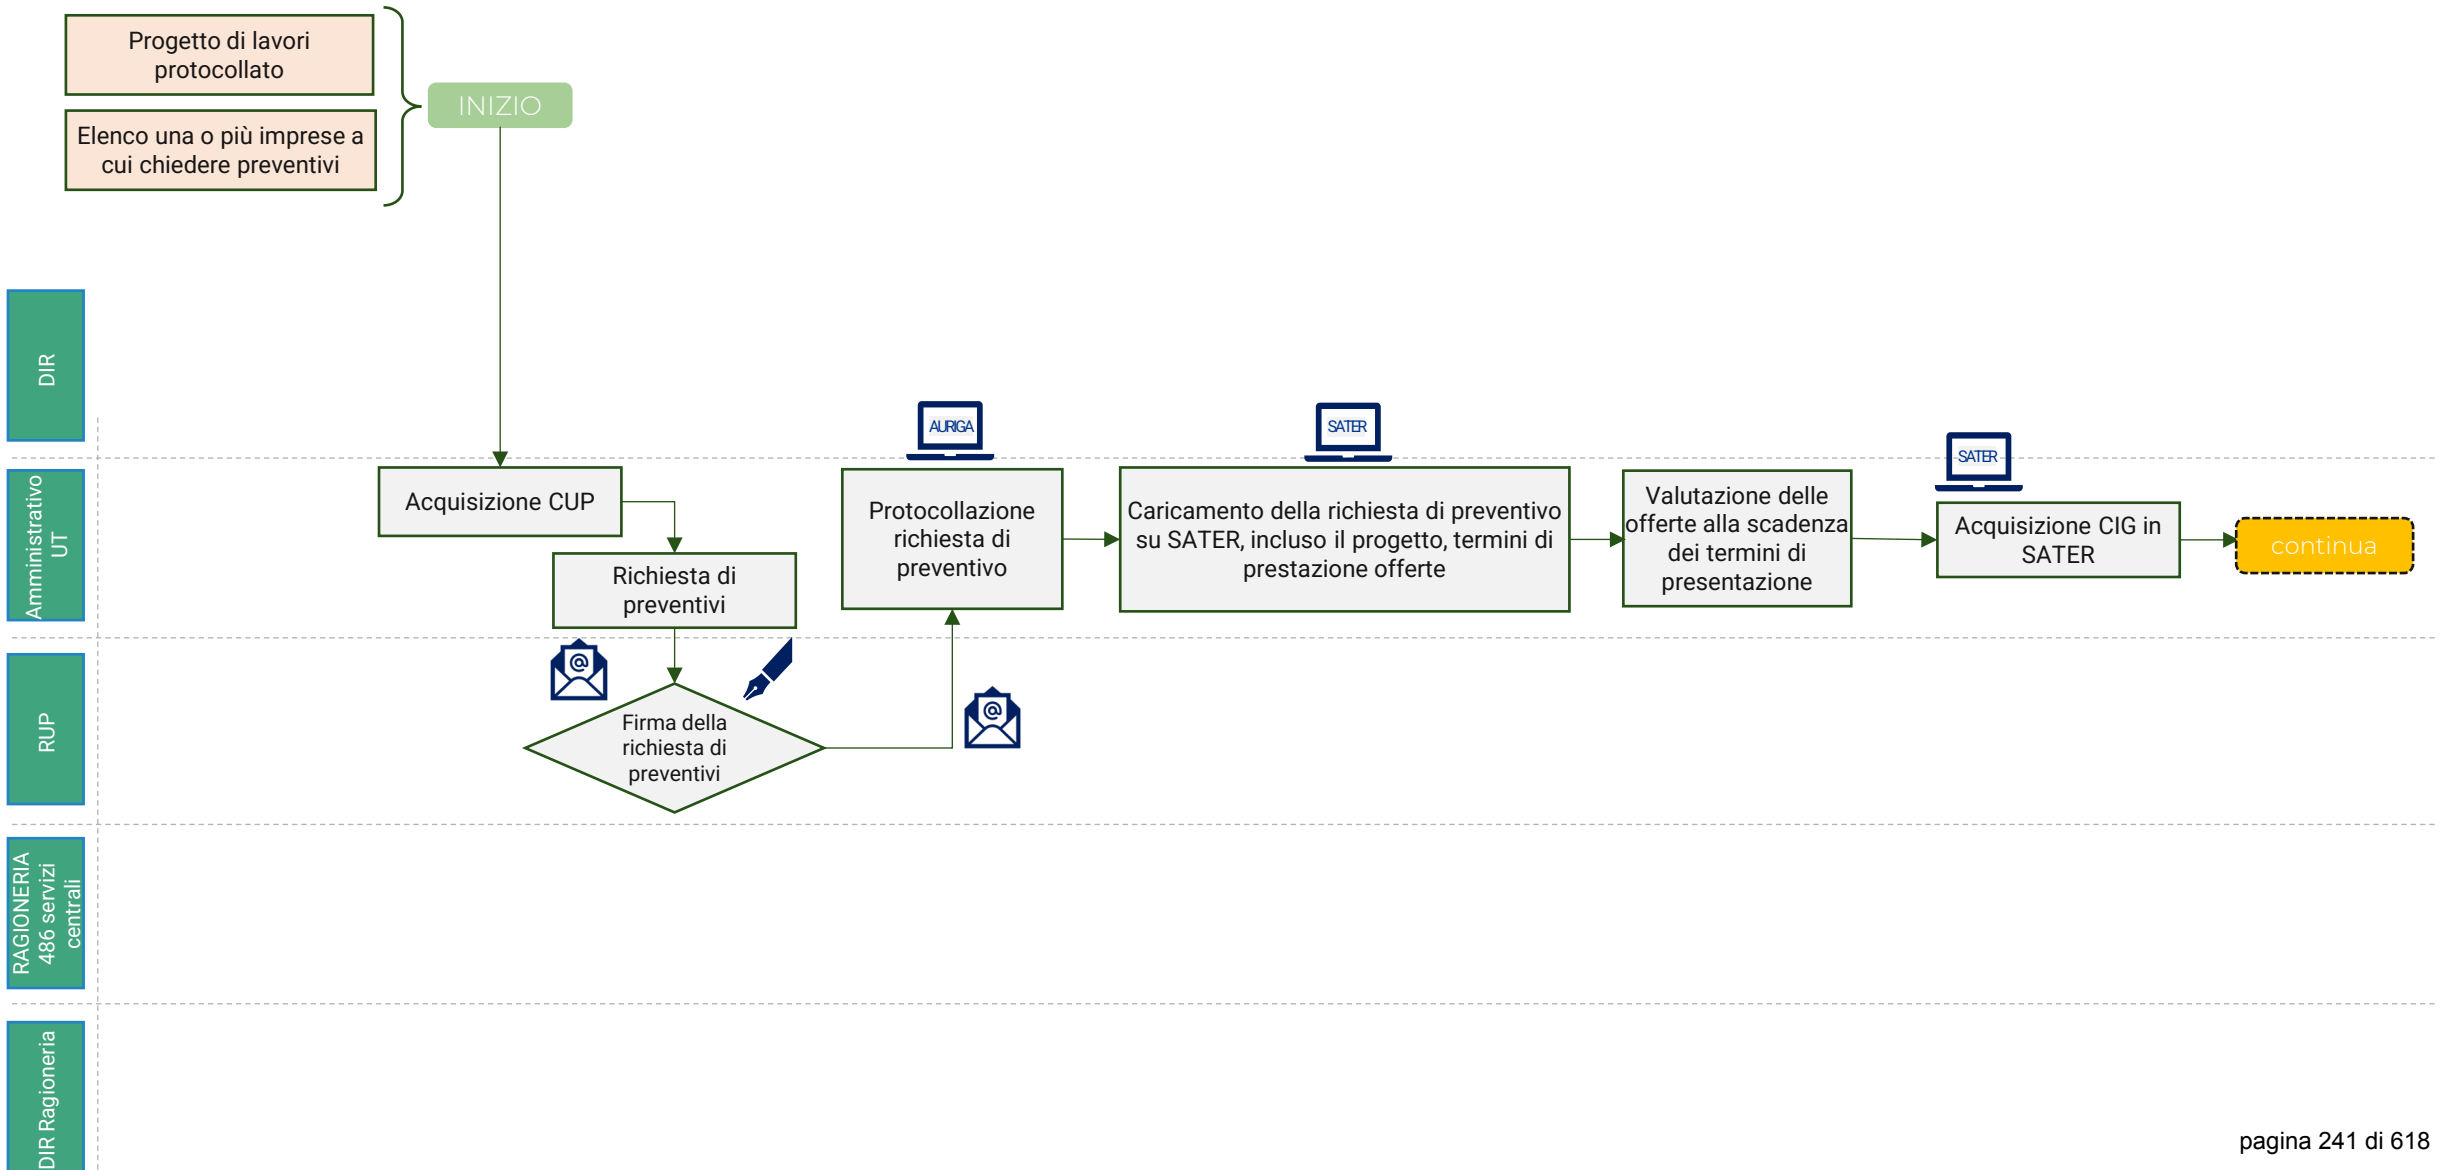 Progetto di lavori
protocollato
Elenco una o più imprese a
cui chiedere preventivi
INIZIO
DIR
AURIGA
SATER
SATER
Amministrativo
UT
Acquisizione CUP
Richiesta di
preventivi
Protocollazione
richiesta di
preventivo
Caricamento della richiesta di preventivo
su SATER, incluso il progetto, termini di
prestazione offerte
Valutazione delle
offerte alla scadenza
dei termini di
presentazione
Acquisizione CIG in
SATER
continua
RUP
@
Firma della
richiesta di
preventivi
@
RAGIONERIA
486 servizi
centrali
DIR Ragioneria
pagina 241 di 618